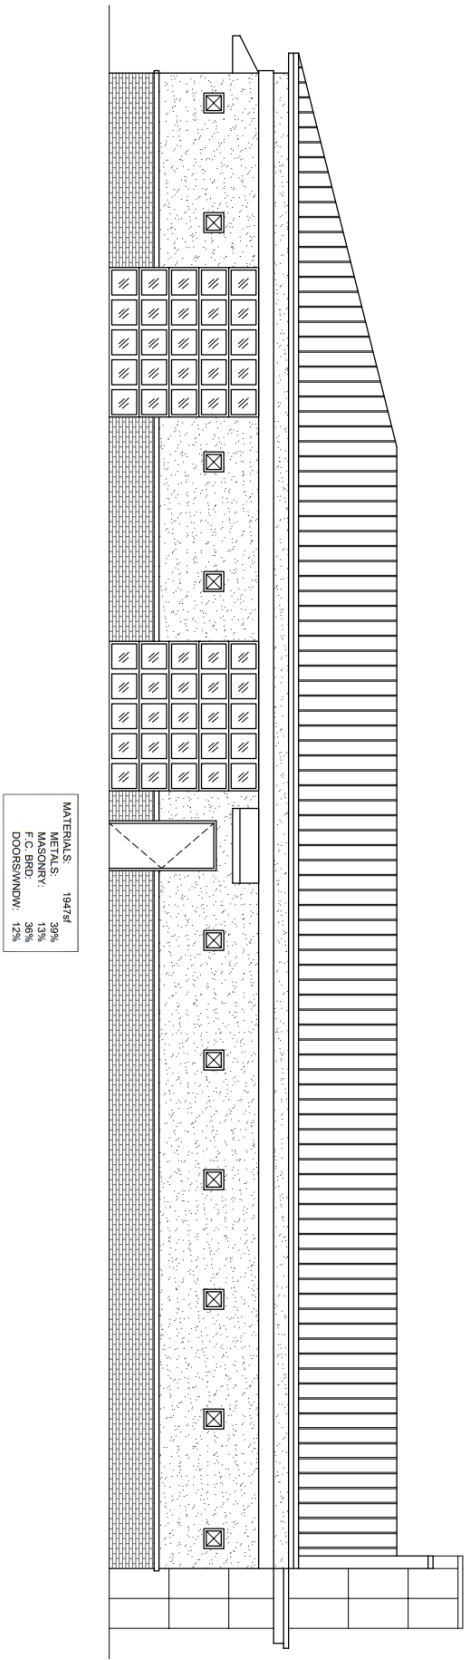 MATERIALS: 1947sf
METALS: 39%
MASONRY: 13%
F.C. BRD: 36%
DOORS/WNDW: 12%